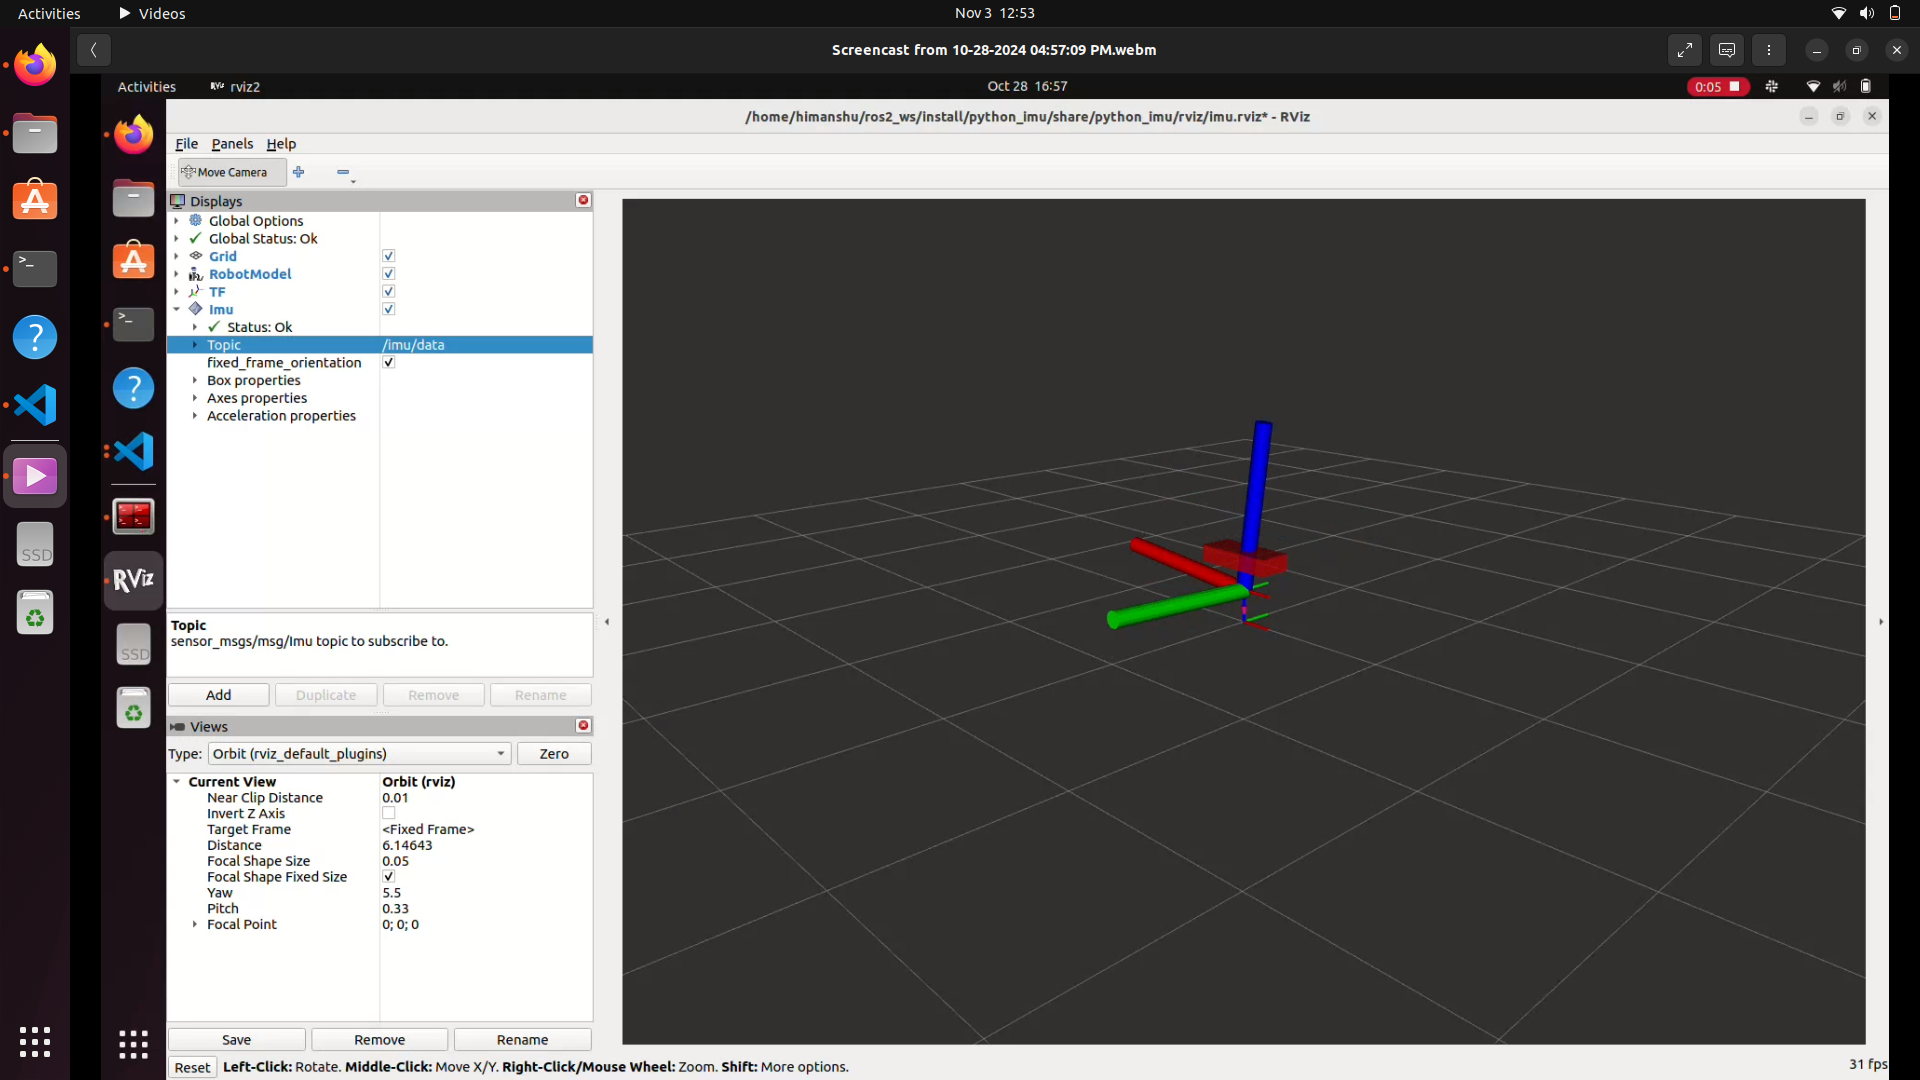 Activities Videos Nov 3 12:53
Screencast from 10-28-2024 04:57:09 PM.webm
Activities RViz rviz2 Oct 28 16:57 0:05
/home/himanshu/ros2_ws/install/python_imu/share/python_imu/rviz/imu.rviz* - RViz
File Panels Help
Move Camera
Displays
Global Options
Global Status: Ok
Grid
RobotModel
TF
Imu
Status: Ok
Topic /imu/data
fixed_frame_orientation
Box properties
Axes properties
Acceleration properties
Topic
sensor_msgs/msg/Imu topic to subscribe to.
Add Duplicate Remove Rename
Views
Type: Orbit (rviz_default_plugins) Zero
Current View Orbit (rviz)
Near Clip Distance 0.01
Invert Z Axis
Target Frame <Fixed Frame>
Distance 6.14643
Focal Shape Size 0.05
Focal Shape Fixed Size
Yaw 5.5
Pitch 0.33
Focal Point 0; 0; 0
Save Remove Rename
Reset Left-Click: Rotate. Middle-Click: Move X/Y. Right-Click/Mouse Wheel: Zoom. Shift: More options. 31 fps
>_
?
SSD
>_
?
RViz
SSD